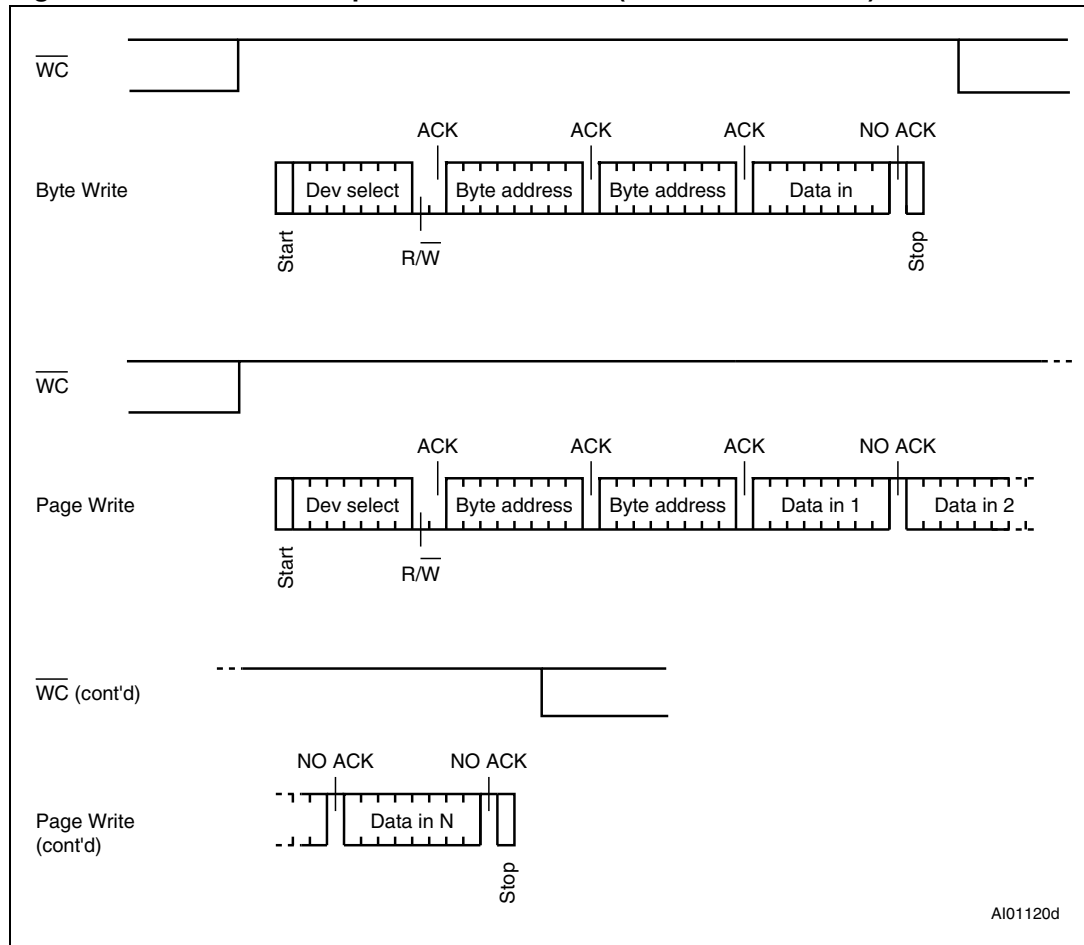 WC
ACK ACK ACK NO ACK
Byte Write
Dev select Byte address Byte address Data in
Start
R/W
Stop
WC
ACK ACK ACK NO ACK
Page Write
Dev select Byte address Byte address Data in 1 Data in 2
Start
R/W
WC (cont'd)
NO ACK NO ACK
Page Write
(cont'd)
Data in N
Stop
AI01120d